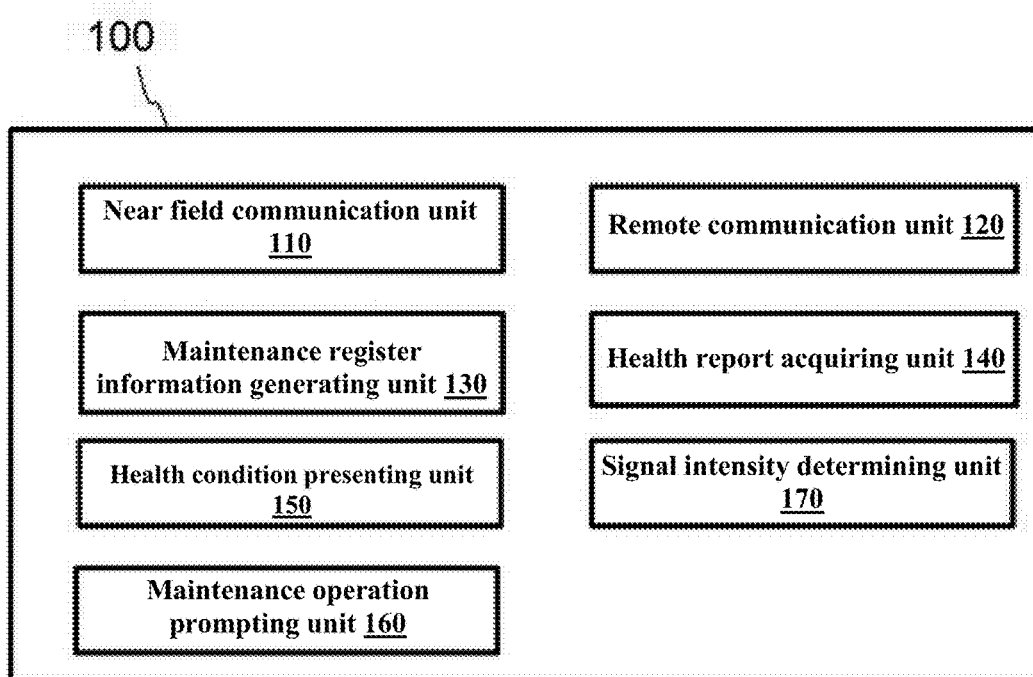 100
Near field communication unit
110
Remote communication unit 120
Maintenance register
information generating unit 130
Health report acquiring unit 140
Health condition presenting unit
150
Signal intensity determining unit
170
Maintenance operation
prompting unit 160